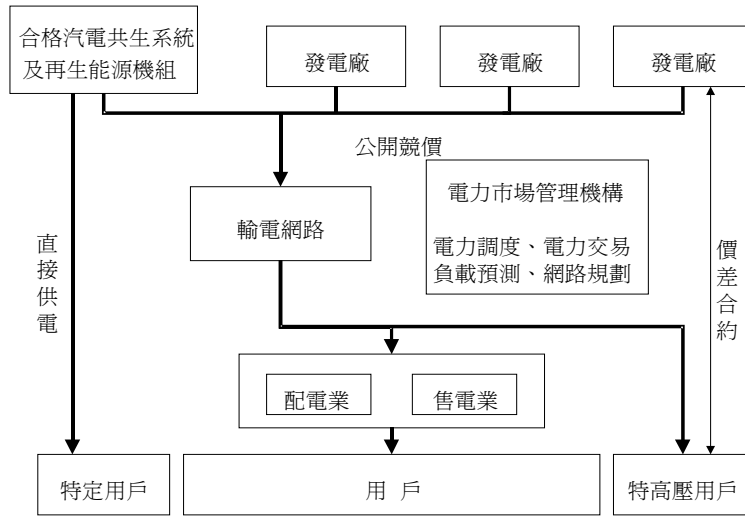 合格汽電共生系統
及再生能源機組
發電廠
發電廠
發電廠
公開競價
輸電網路
電力市場管理機構
電力調度、電力交易
負載預測、網路規劃
直接供電
價差合約
配電業
售電業
特定用戶
用 戶
特高壓用戶